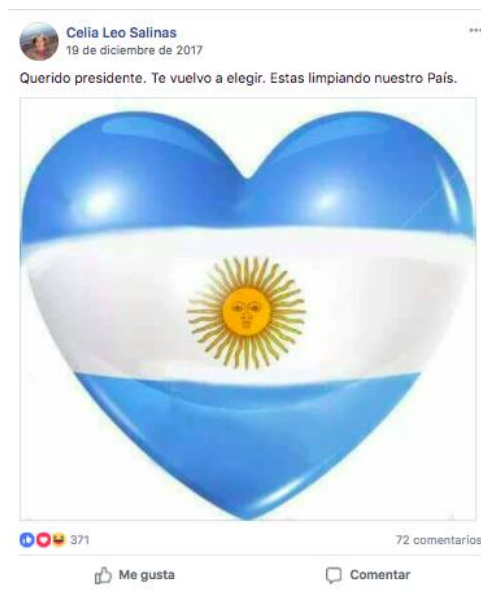 Celia Leo Salinas
19 de diciembre de 2017
Querido presidente. Te vuelvo a elegir. Estas limpiando nuestro País.
371
72 comentarios
Me gusta
Comentar